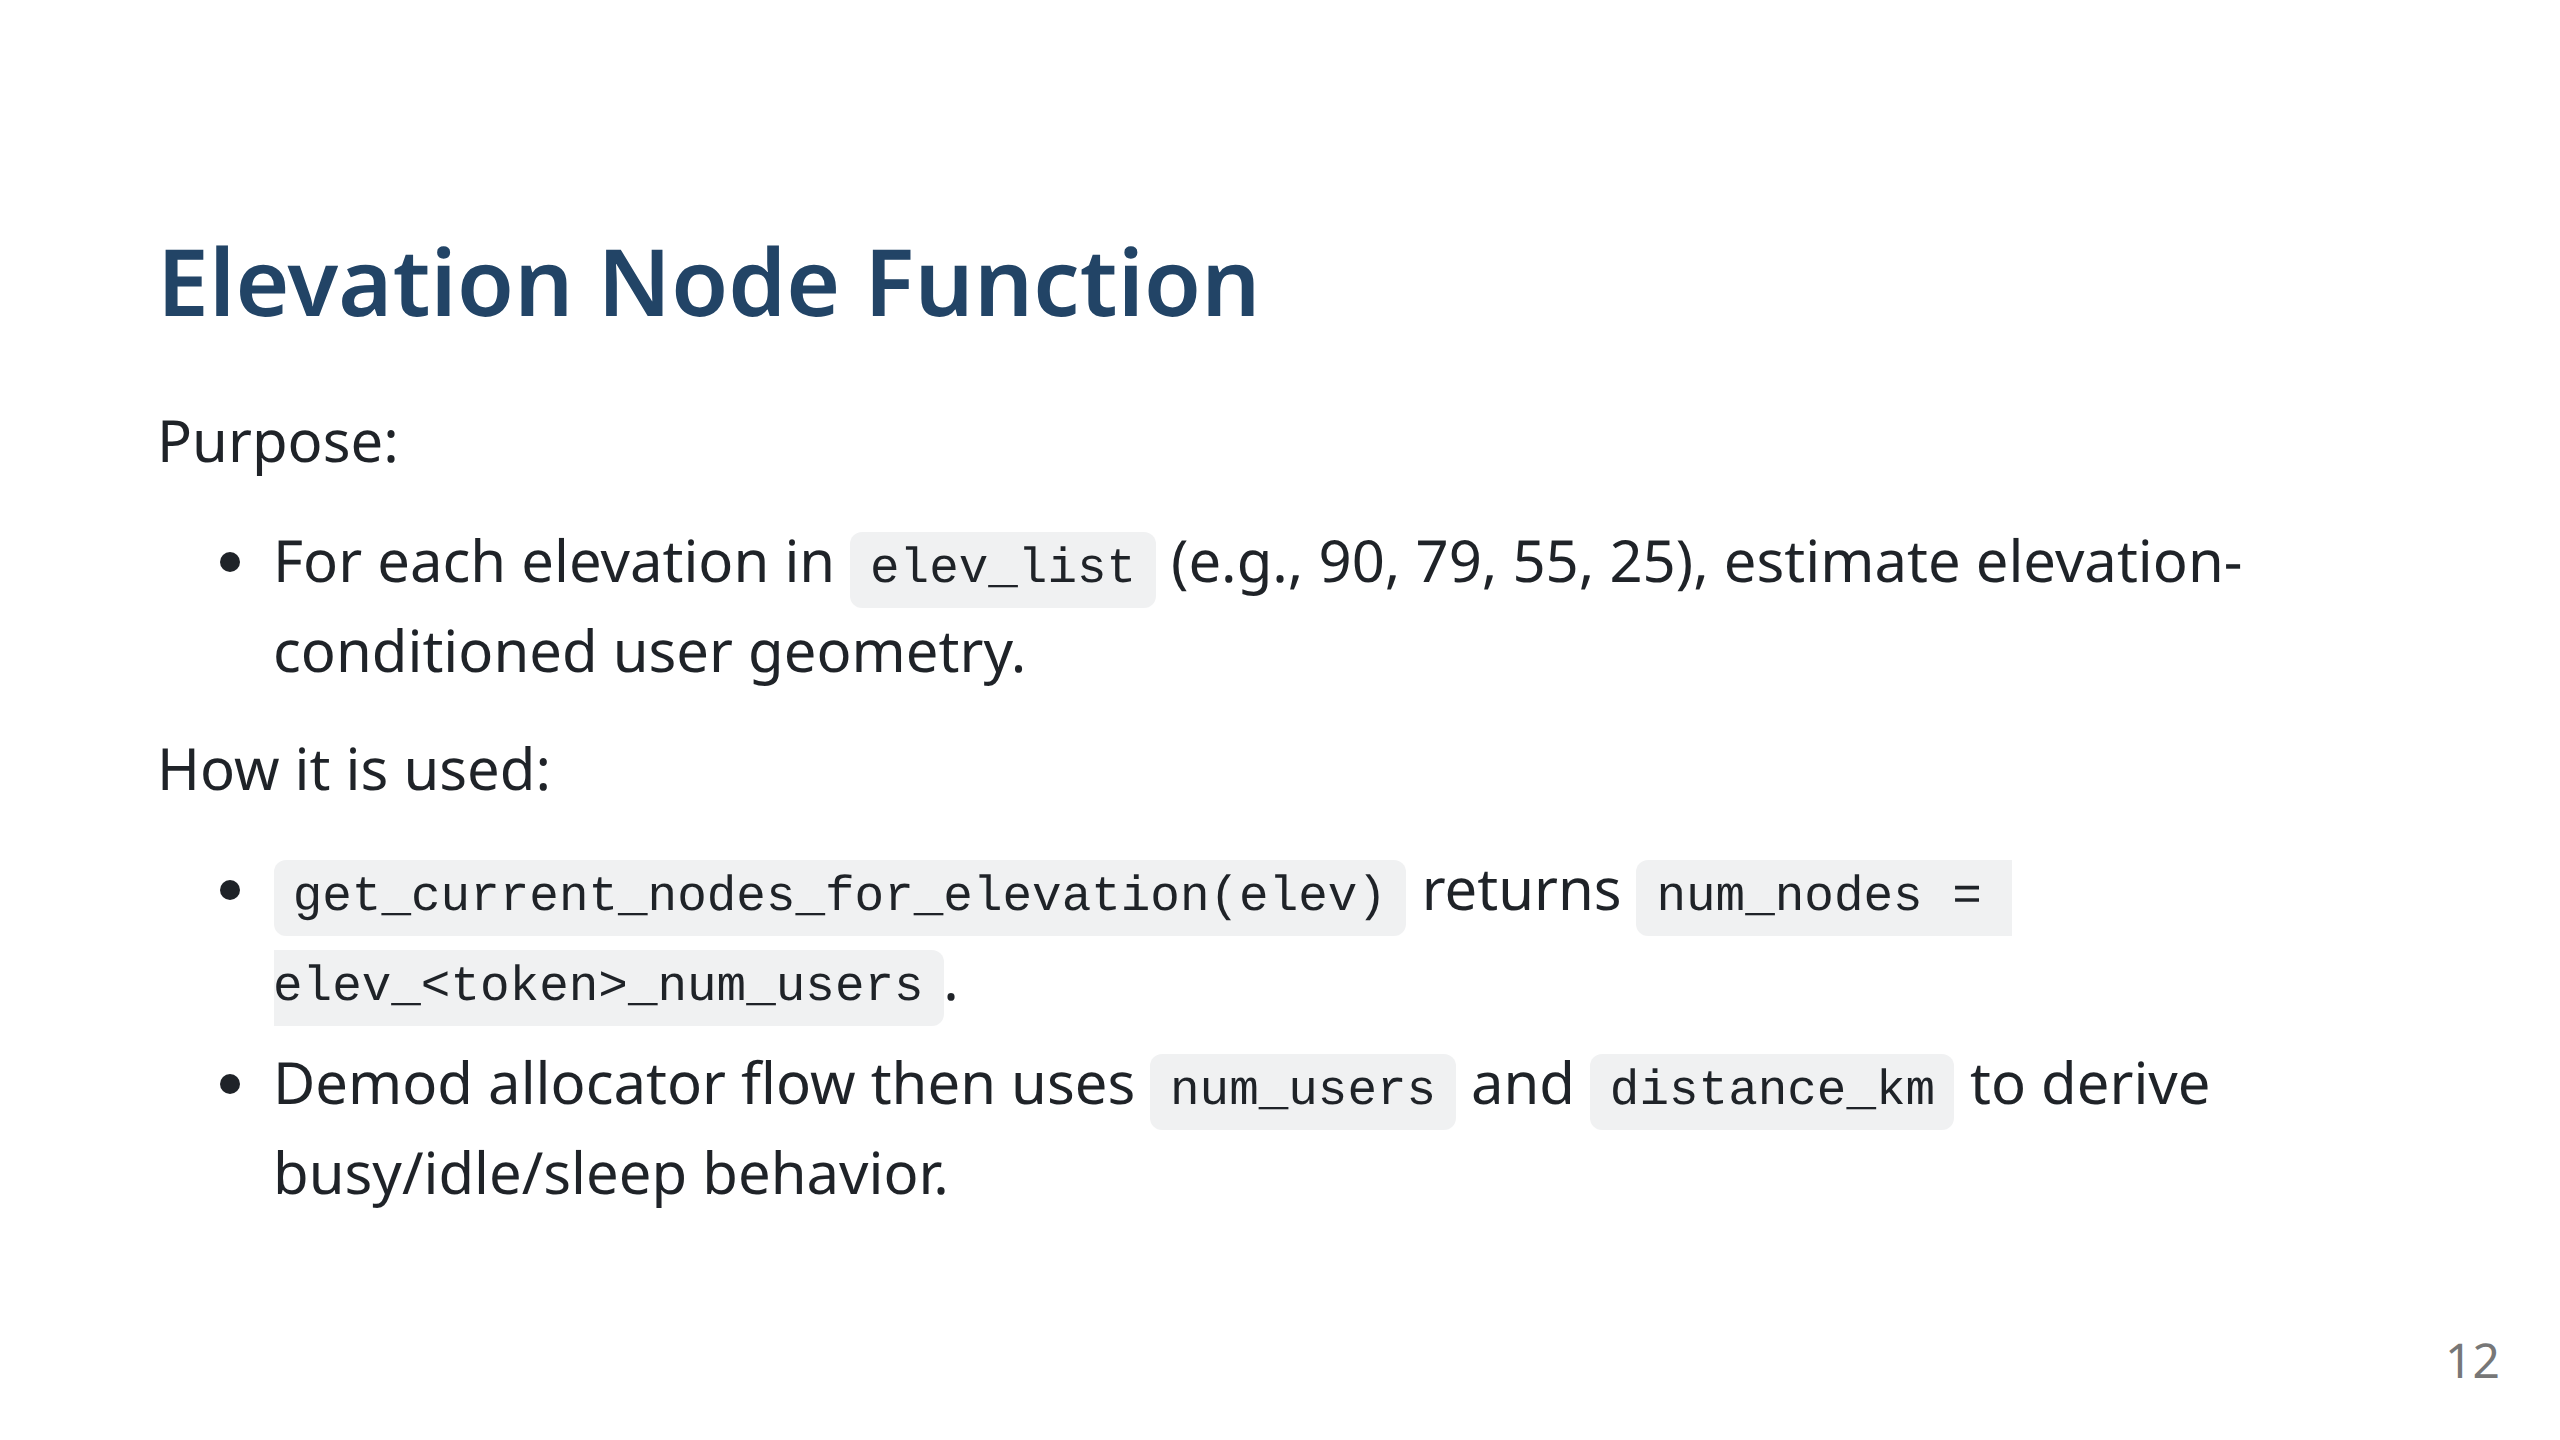 Elevation Node Function
Purpose:
• For each elevation in elev_list (e.g., 90, 79, 55, 25), estimate elevation-
conditioned user geometry.
How it is used:
• get_current_nodes_for_elevation(elev) returns num_nodes =
elev_<token>_num_users.
• Demod allocator flow then uses num_users and distance_km to derive
busy/idle/sleep behavior.
12